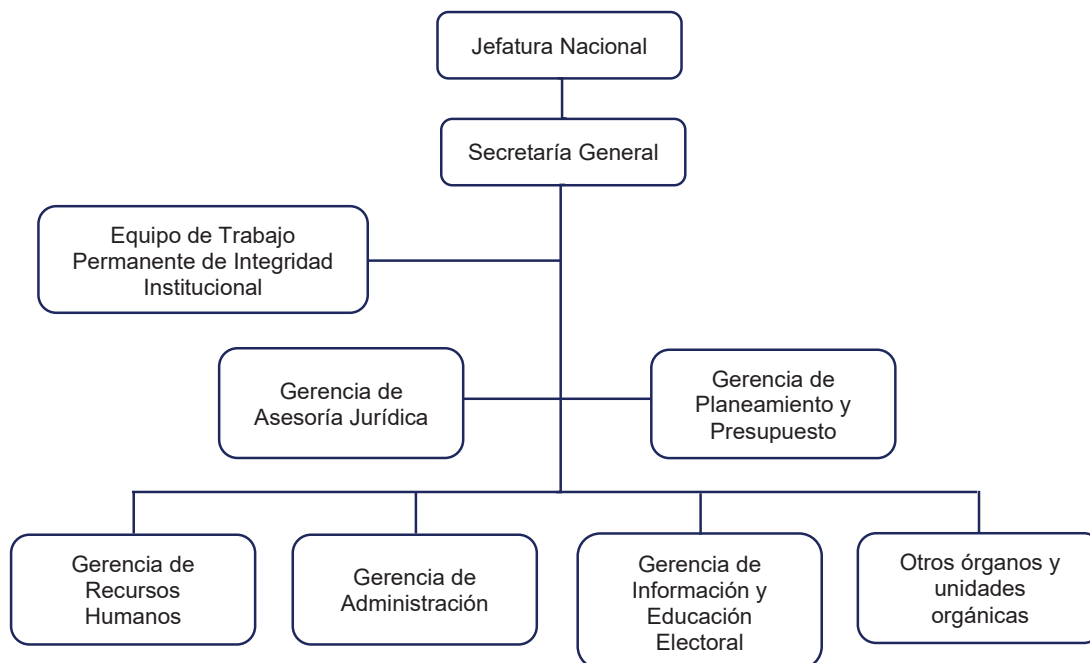 Jefatura Nacional
Secretaría General
Equipo de Trabajo
Permanente de Integridad
Institucional
Gerencia de
Asesoría Jurídica
Gerencia de
Planeamiento y
Presupuesto
Gerencia de
Recursos
Humanos
Gerencia de
Administración
Gerencia de
Información y
Educación
Electoral
Otros órganos y
unidades
orgánicas